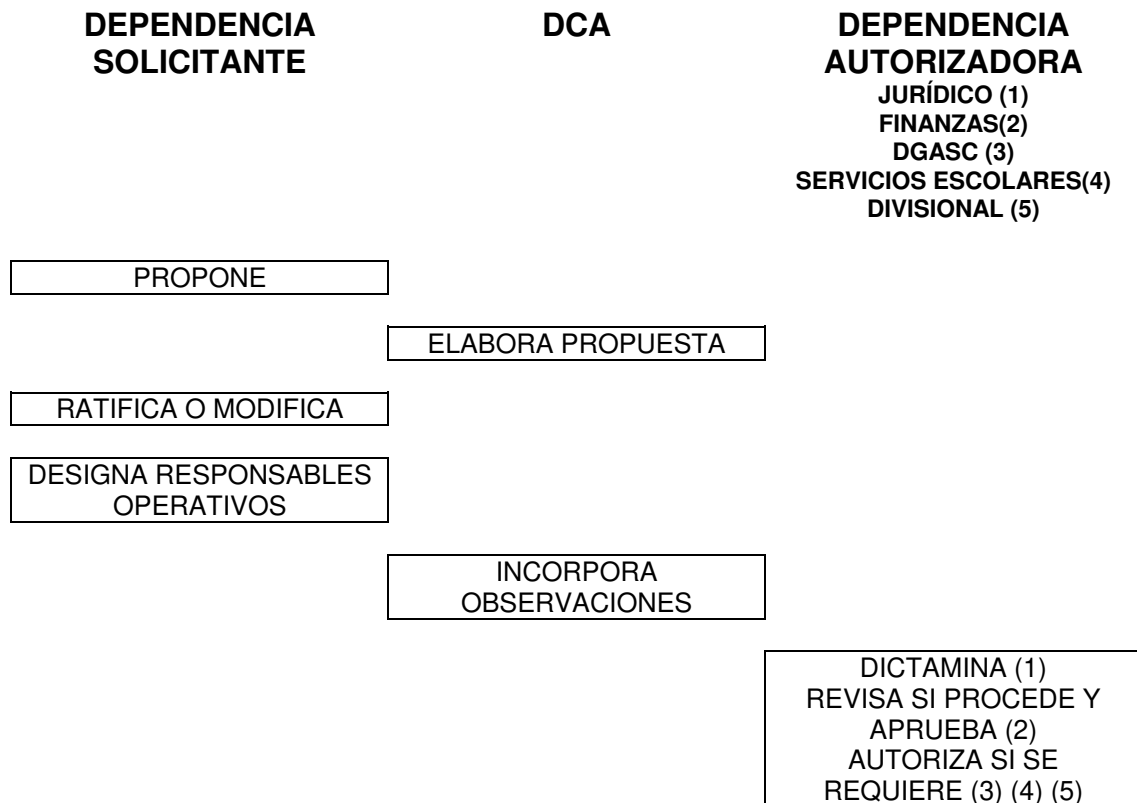 DEPENDENCIA
SOLICITANTE
DCA
DEPENDENCIA
AUTORIZADORA
JURÍDICO (1)
FINANZAS(2)
DGASC (3)
SERVICIOS ESCOLARES(4)
DIVISIONAL (5)
PROPONE
ELABORA PROPUESTA
RATIFICA O MODIFICA
DESIGNA RESPONSABLES
OPERATIVOS
INCORPORA
OBSERVACIONES
DICTAMINA (1)
REVISA SI PROCEDE Y
APRUEBA (2)
AUTORIZA SI SE
REQUIERE (3) (4) (5)